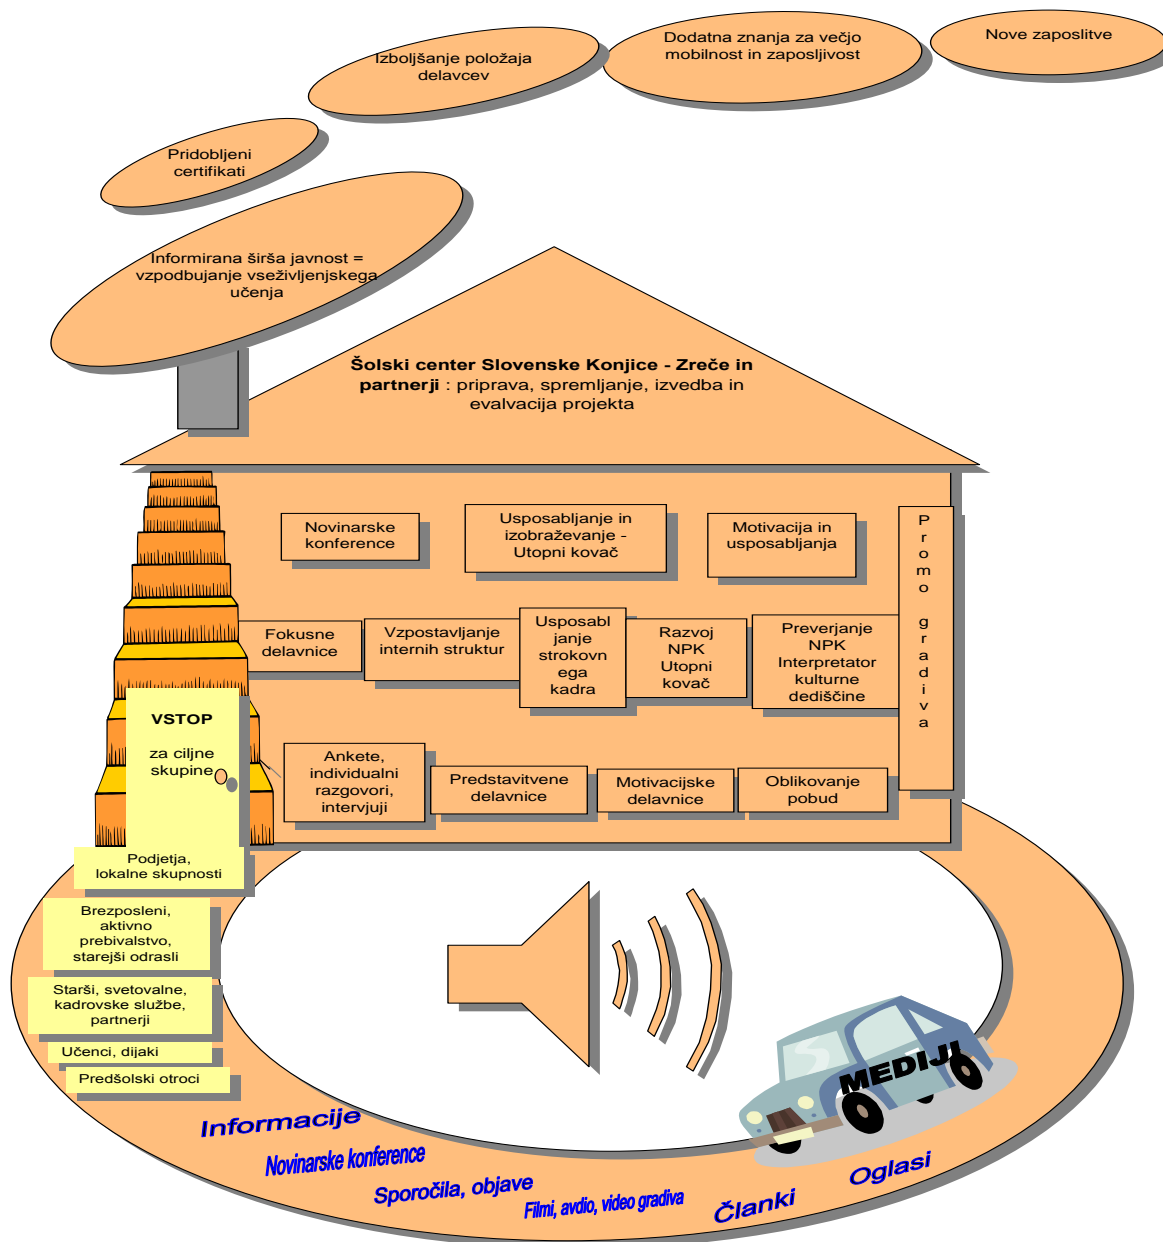 Dodatna znanja za večjo
mobilnost in zaposljivost
Nove zaposlitve
Izboljšanje položaja
delavcev
Pridobljeni
certifikati
Informirana širša javnost =
vzpodbujanje vseživljenjskega
učenja
Šolski center Slovenske Konjice - Zreče in
partnerji : priprava, spremljanje, izvedba in
evalvacija projekta
Novinarske
konference
Usposabljanje in
izobraževanje -
Utopni kovač
Motivacija in
usposabljanja
Promo gradiva
Fokusne
delavnice
Vzpostavljanje
internih struktur
Usposabl
janje
strokovn
ega
kadra
Razvoj
NPK
Utopni
kovač
Preverjanje
NPK
Interpretator
kulturne
dediščine
VSTOP
za ciljne
skupine
Ankete,
individualni
razgovori,
intervjuji
Predstavitvene
delavnice
Motivacijske
delavnice
Oblikovanje
pobud
Podjetja,
lokalne skupnosti
Brezposleni,
aktivno
prebivalstvo,
starejši odrasli
Starši, svetovalne,
kadrovske službe,
partnerji
Učenci, dijaki
Predšolski otroci
MEDIJI
Informacije
Novinarske konference
Sporočila, objave
Filmi, avdio, video gradiva
Članki
Oglasi